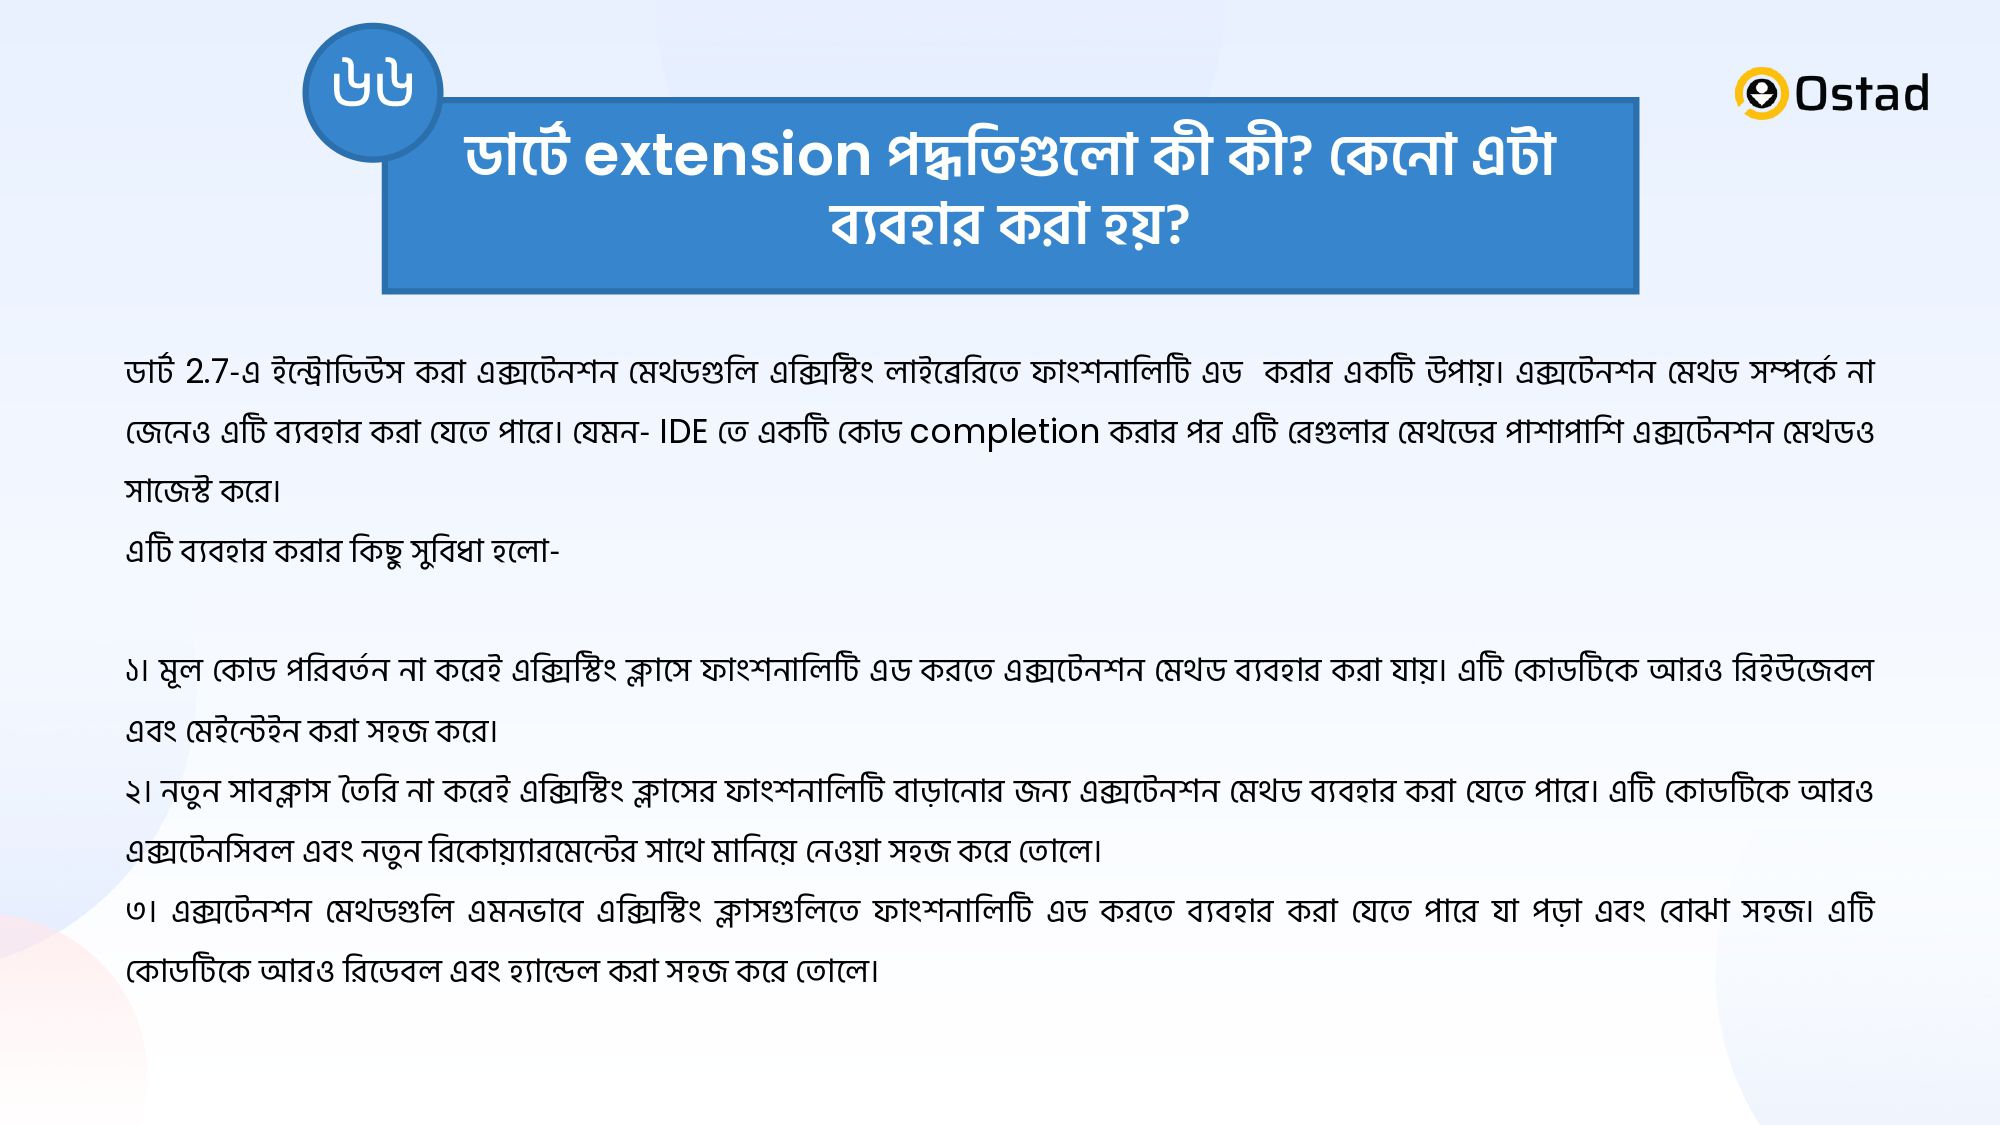 ৬৬
Ostad
ডার্টে extension পদ্ধতিগুলো কী কী? কেনো এটা
ব্যবহার করা হয়?
ডার্ট 2.7-এ ইন্ট্রোডিউস করা এক্সটেনশন মেথডগুলি এক্সিস্টিং লাইব্রেরিতে ফাংশনালিটি এড করার একটি উপায়। এক্সটেনশন মেথড সম্পর্কে না
জেনেও এটি ব্যবহার করা যেতে পারে। যেমন- IDE তে একটি কোড completion করার পর এটি রেগুলার মেথডের পাশাপাশি এক্সটেনশন মেথডও
সাজেস্ট করে।
এটি ব্যবহার করার কিছু সুবিধা হলো-
১। মূল কোড পরিবর্তন না করেই এক্সিস্টিং ক্লাসে ফাংশনালিটি এড করতে এক্সটেনশন মেথড ব্যবহার করা যায়। এটি কোডটিকে আরও রিইউজেবল
এবং মেইন্টেইন করা সহজ করে।
২। নতুন সাবক্লাস তৈরি না করেই এক্সিস্টিং ক্লাসের ফাংশনালিটি বাড়ানোর জন্য এক্সটেনশন মেথড ব্যবহার করা যেতে পারে। এটি কোডটিকে আরও
এক্সটেনসিবল এবং নতুন রিকোয়্যারমেন্টের সাথে মানিয়ে নেওয়া সহজ করে তোলে।
৩। এক্সটেনশন মেথডগুলি এমনভাবে এক্সিস্টিং ক্লাসগুলিতে ফাংশনালিটি এড করতে ব্যবহার করা যেতে পারে যা পড়া এবং বোঝা সহজ। এটি
কোডটিকে আরও রিডেবল এবং হ্যান্ডেল করা সহজ করে তোলে।